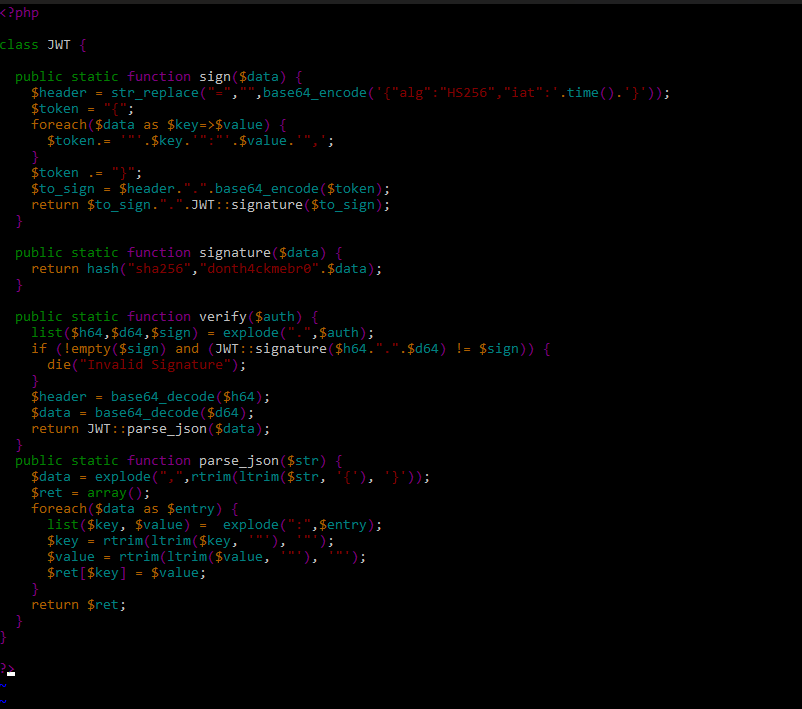 <?php
class JWT {
  public static function sign($data) {
    $header = str_replace("=","",base64_encode('{"alg":"HS256","iat":'.time().'}'));
    $token = "{";
    foreach($data as $key=>$value) {
      $token.= '"'.$key.'":"'.$value.'",';
    }
    $token .= "}";
    $to_sign = $header.".".base64_encode($token);
    return $to_sign.".".JWT::signature($to_sign);
  }
  public static function signature($data) {
    return hash("sha256","donth4ckmebr0".$data);
  }
  public static function verify($auth) {
    list($h64,$d64,$sign) = explode(".",$auth);
    if (!empty($sign) and (JWT::signature($h64.".".$d64) != $sign)) {
      die("Invalid Signature");
    }
    $header = base64_decode($h64);
    $data = base64_decode($d64);
    return JWT::parse_json($data);
  }
  public static function parse_json($str) {
    $data = explode(",",rtrim(ltrim($str, '{'), '}'));
    $ret = array();
    foreach($data as $entry) {
      list($key, $value) =  explode(":",$entry);
      $key = rtrim(ltrim($key, '"'), '"');
      $value = rtrim(ltrim($value, '"'), '"');
      $ret[$key] = $value;
    }
    return $ret;
  }
}
?>
~
~